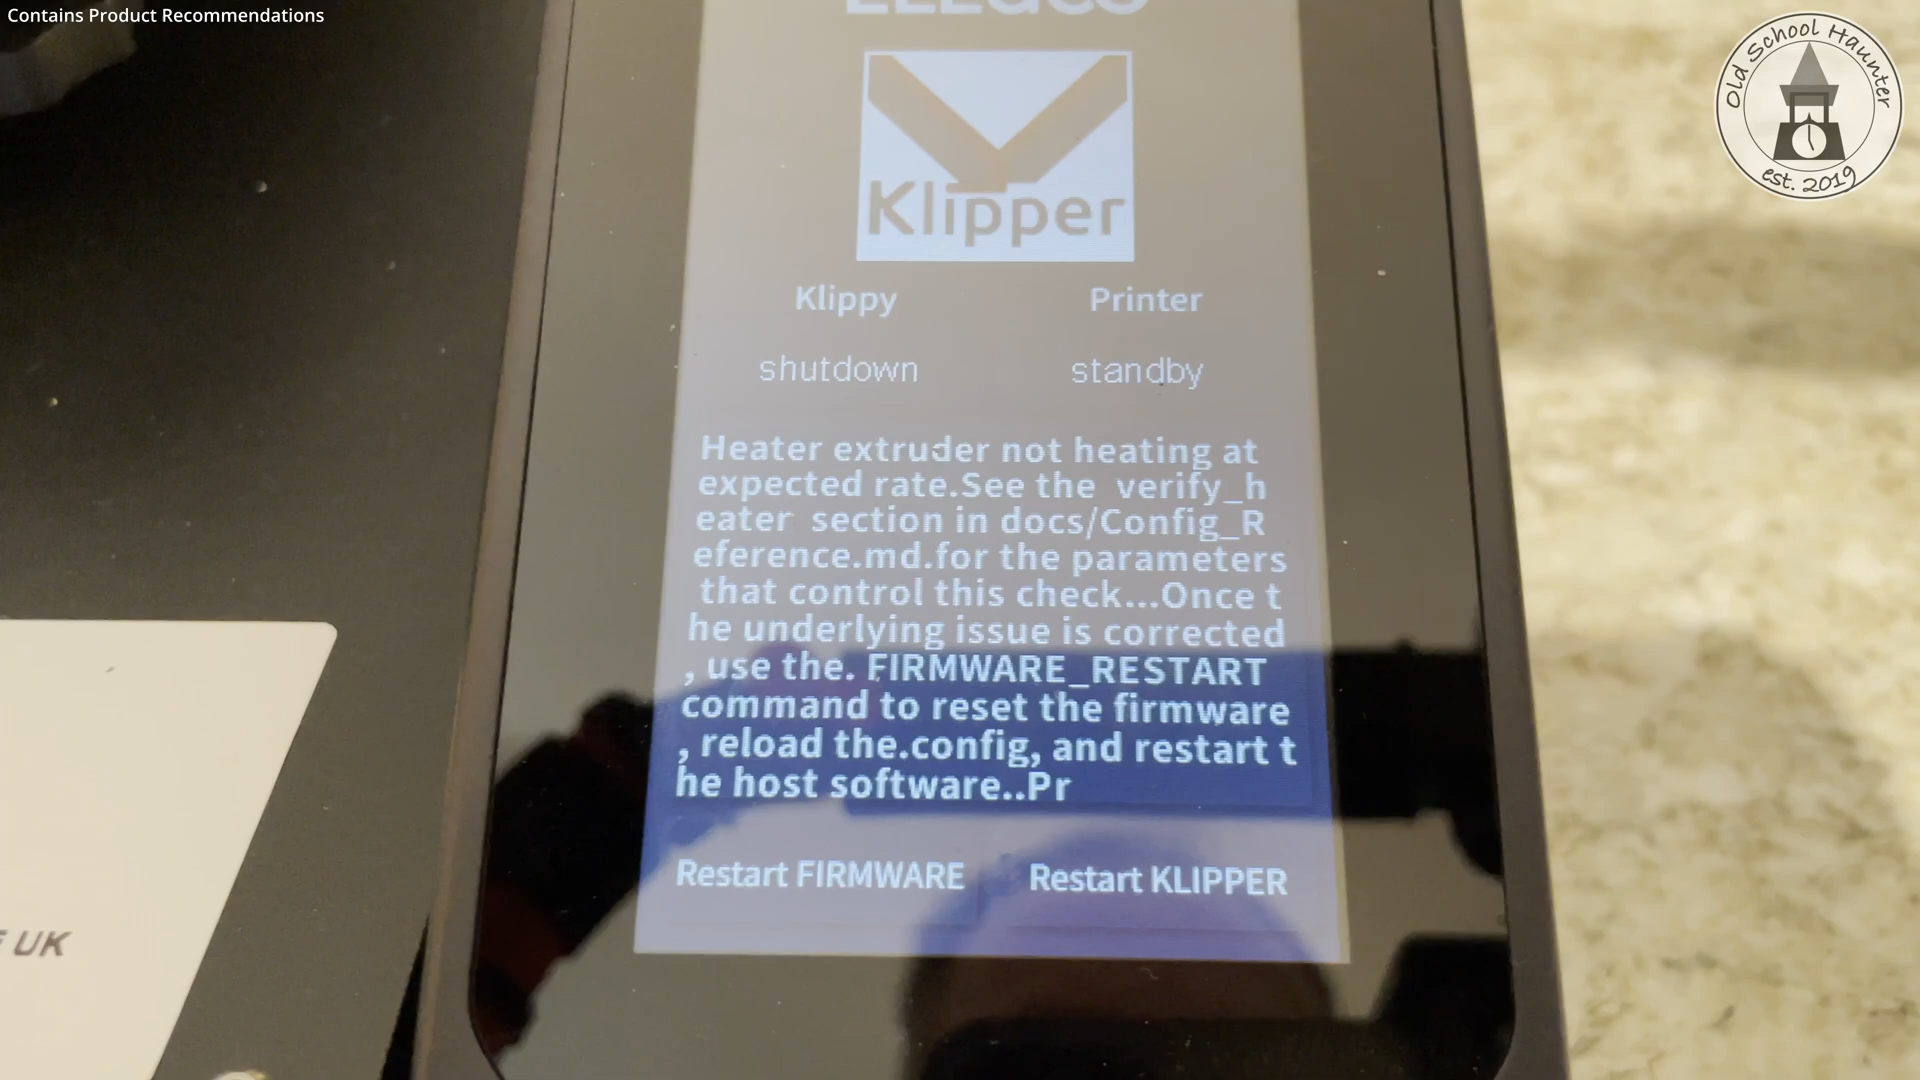 Contains Product Recommendations
Old School Haunter
est. 2019
Klipper
Klippy Printer
shutdown standby
Heater extruder not heating at
expected rate.See the  verify_h
eater  section in docs/Config_R
eference.md.for the parameters
that control this check...Once t
he underlying issue is corrected
, use the. FIRMWARE_RESTART
command to reset the firmware
, reload the.config, and restart t
he host software..Pr
Restart FIRMWARE Restart KLIPPER
UK